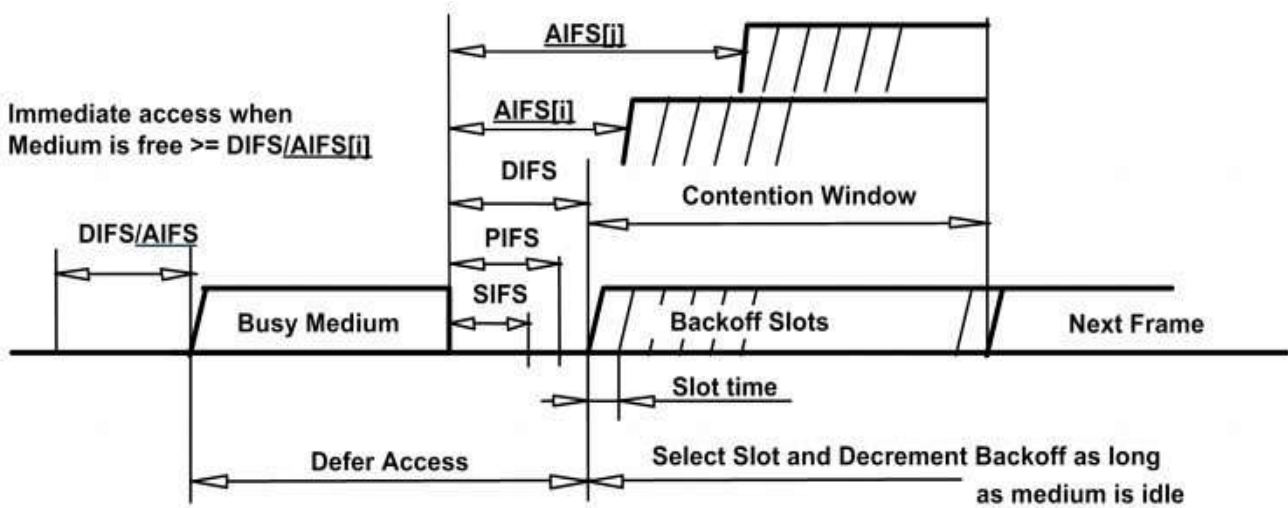 AIFS[j]
Immediate access when
Medium is free >= DIFS/AIFS[i]
AIFS[i]
DIFS
Contention Window
DIFS/AIFS
PIFS
SIFS
Busy Medium
Backoff Slots
Next Frame
Slot time
Defer Access
Select Slot and Decrement Backoff as long
as medium is idle